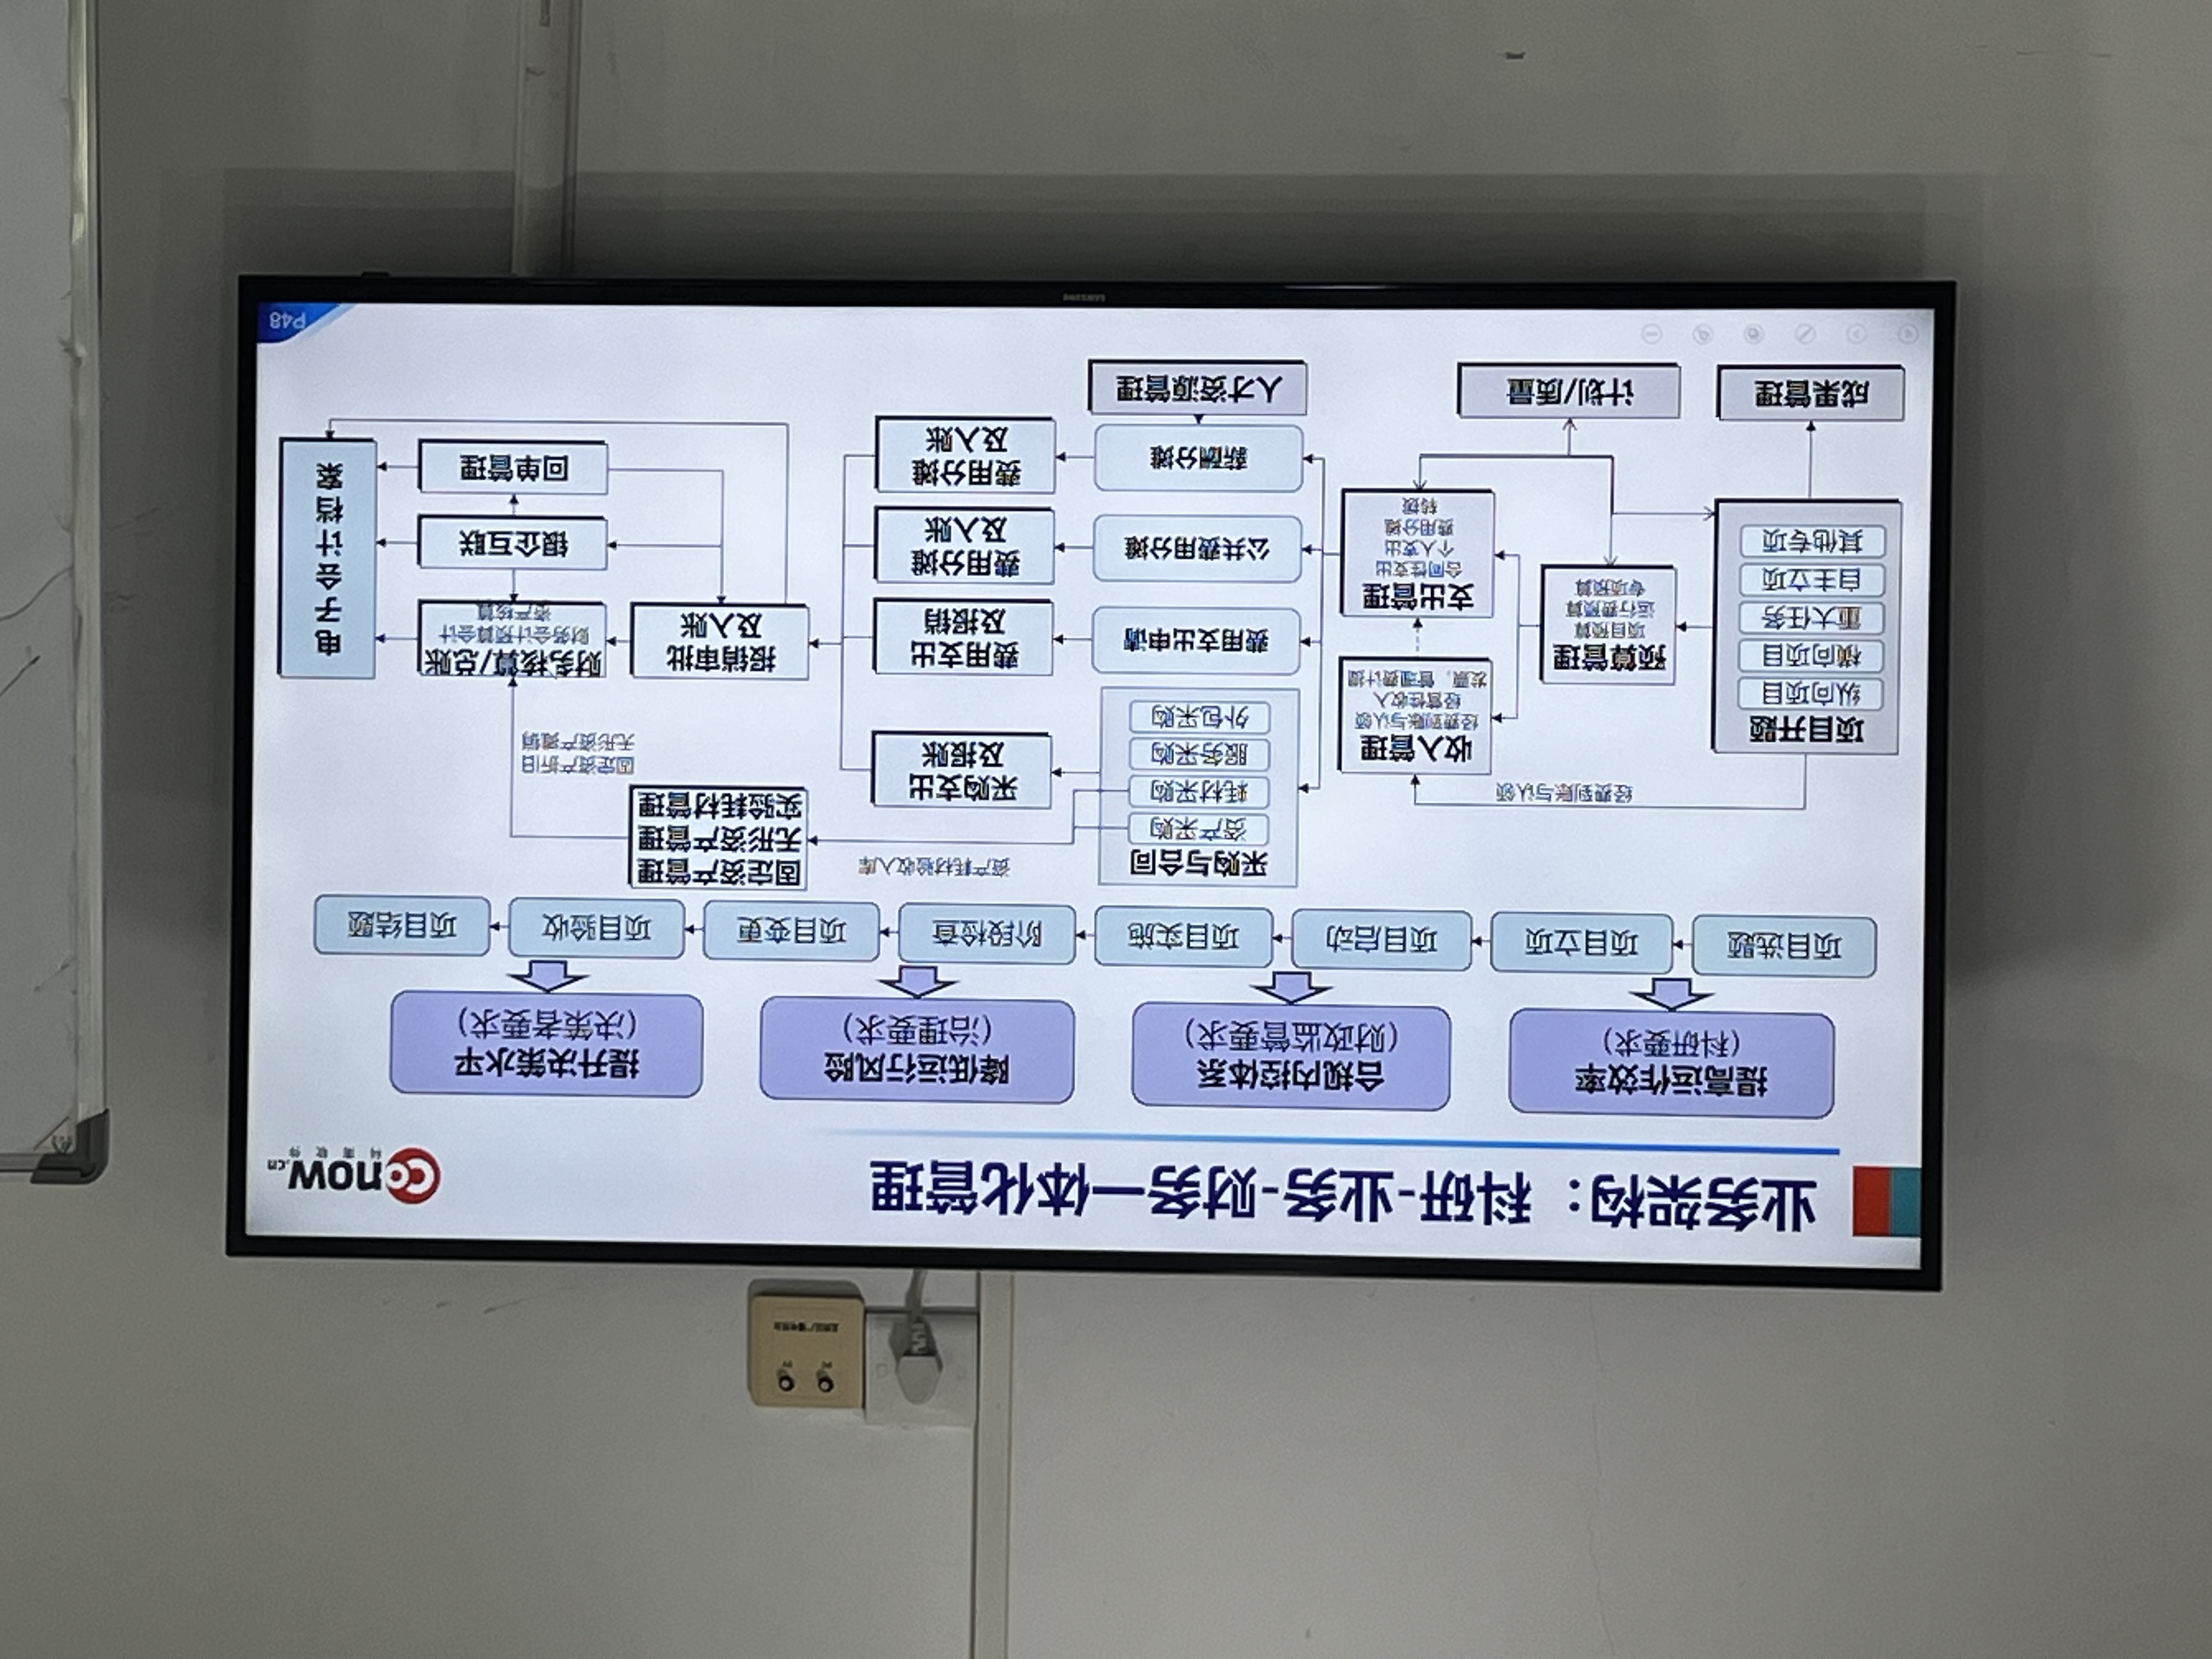 业务架构：科研-业务-财务一体化管理
conow.cn
科南软件
提高运作效率
（科研要求）
合规内控体系
（财政监管要求）
降低运行风险
（治理要求）
提升决策水平
（决策者要求）
项目选题
项目立项
项目启动
项目实施
阶段检查
项目变更
项目验收
项目结题
经费到账与认领
项目开题
纵向项目
横向项目
重大任务
自主立项
其他专项
成果管理
预算管理
项目预算
运行费预算
专项预算
计划/质量
收入管理
经费到账与认领
经营性收入
发票，管理费计提
支出管理
合同性支出
个人支出
费用分摊
转拨
采购与合同
资产采购
耗材采购
服务采购
外包采购
费用支出申请
公共费用分摊
薪酬分摊
人才资源管理
资产耗材验收入库
采购支出
及报账
费用支出
及报销
费用分摊
及入账
费用分摊
及入账
固定资产管理
无形资产管理
实验耗材管理
固定资产折旧
无形资产摊销
报销审批
及入账
财务核算/总账
财务会计预算会计
资产核算
银企互联
回单管理
电子会计档案
P48
SAMSUNG